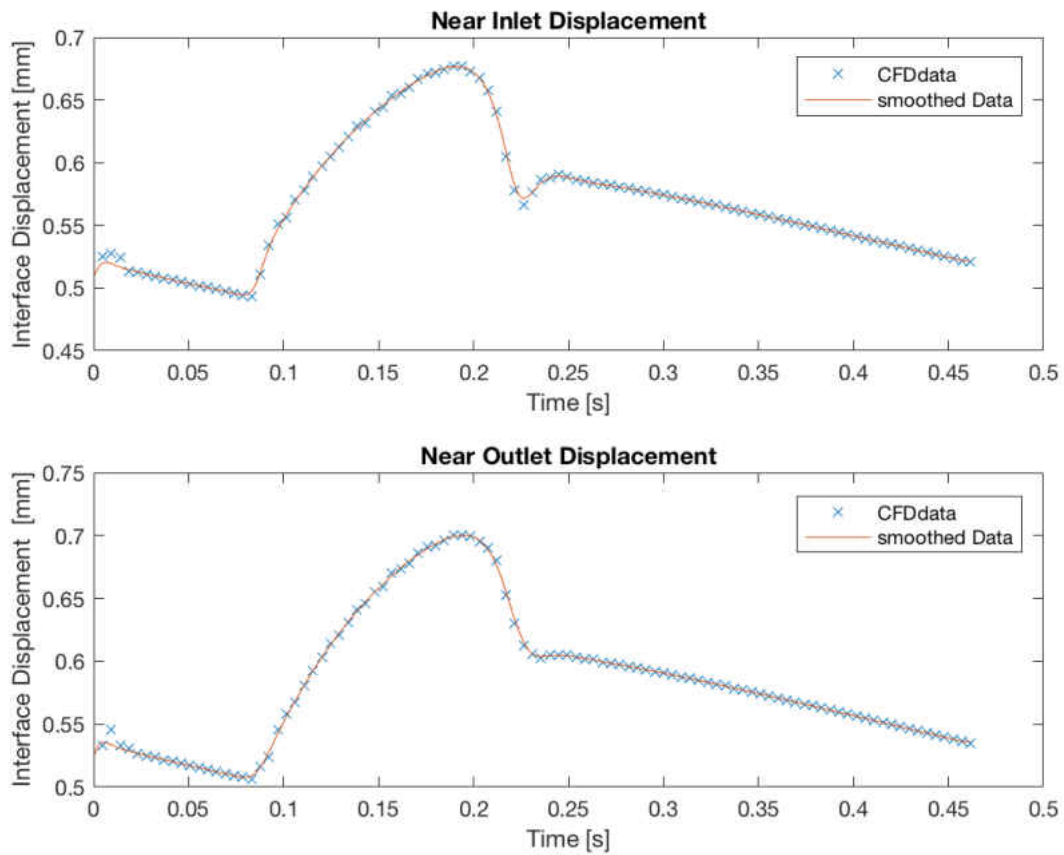 Near Inlet Displacement
0.7
0.65
0.6
0.55
0.5
0.45
Interface Displacement [mm]
CFDdata
smoothed Data
0 0.05 0.1 0.15 0.2 0.25 0.3 0.35 0.4 0.45 0.5
Time [s]
Near Outlet Displacement
0.75
0.7
0.65
0.6
0.55
0.5
Interface Displacement [mm]
CFDdata
smoothed Data
0 0.05 0.1 0.15 0.2 0.25 0.3 0.35 0.4 0.45 0.5
Time [s]